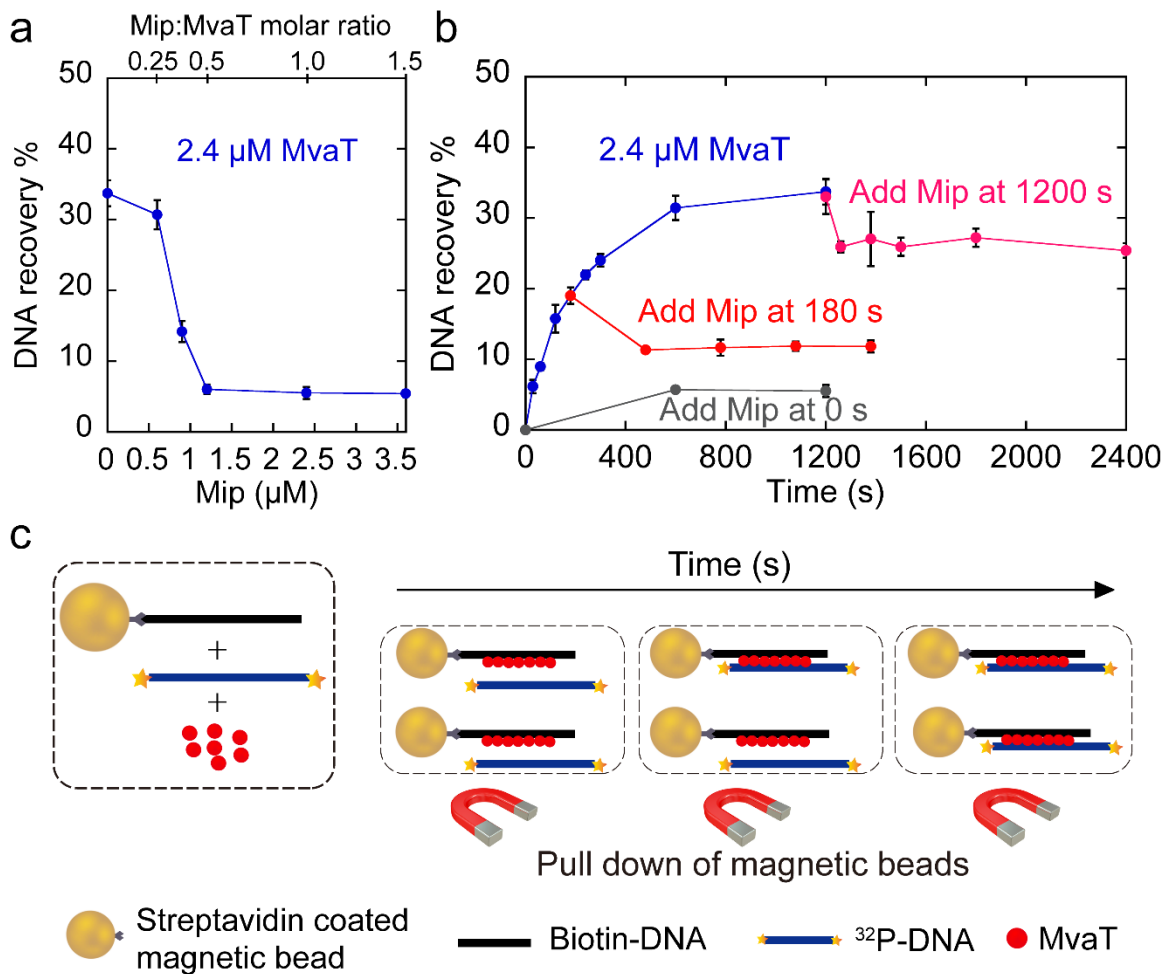 a
Mip:MvaT molar ratio
0.25 0.5 1.0 1.5
50
40
30
20
10
0
DNA recovery %
2.4 µM MvaT
0 0.5 1 1.5 2 2.5 3 3.5
Mip (µM)
b
50
40
30
20
10
0
DNA recovery %
2.4 µM MvaT
Add Mip at 1200 s
Add Mip at 180 s
Add Mip at 0 s
0 400 800 1200 1600 2000 2400
Time (s)
c
+
+
Time (s)
Pull down of magnetic beads
Streptavidin coated
magnetic bead
Biotin-DNA
³²P-DNA
MvaT